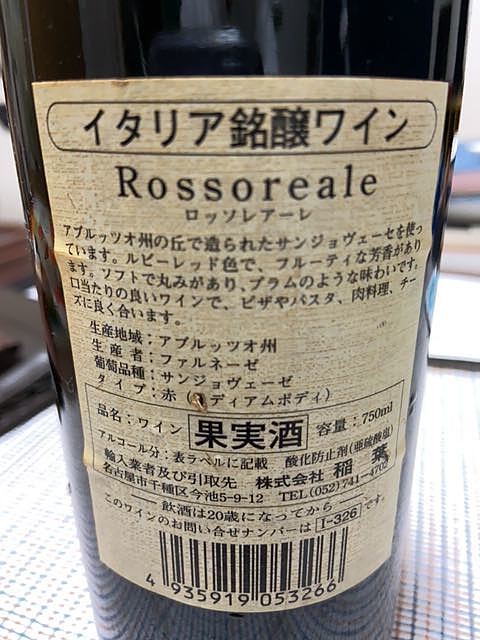 イタリア銘醸ワイン
Rossoreale
ロッソレアーレ
アブルッツオ州の丘で造られたサンジョヴェーセを使っ
ています。ルビーレッド色で、フルーティな芳香があり
ます。ソフトで丸みがあり、プラムのような味わいです。
口当たりの良いワインで、ピザやパスタ、肉料理、チー
ズに良く合います。
生産地域：アブルッツオ州
生 産 者：ファルネーゼ
葡萄品種：サンジョヴェーゼ
タ イ プ：赤（ ディアムボディ）
品名：ワイン 果実酒 容量：750ml
アルコール分：表ラベルに記載 酸化防止剤(亜硫酸塩)
輸入業者及び引取先 株式会社 稲葉
名古屋市千種区今池5-9-12 TEL(052)741-4702
飲酒は20歳になってから
このワインのお問い合せナンバーは I-326 です。
4 935919 053266